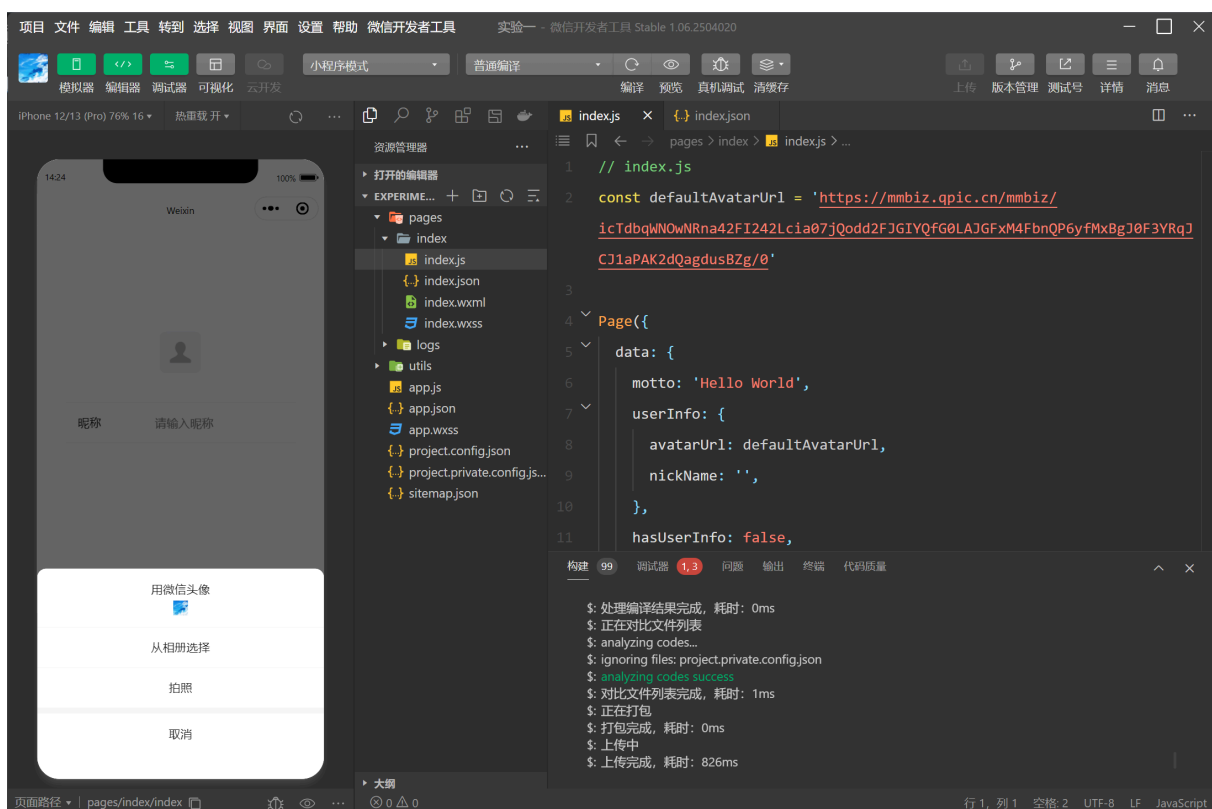 项目 文件 编辑 工具 转到 选择 视图 界面 设置 帮助 微信开发者工具 实验一 - 微信开发者工具 Stable 1.06.2504020
小程序模式 普通编译
模拟器 编辑器 调试器 可视化 云开发 编译 预览 真机调试 清缓存 上传 版本管理 测试号 详情 消息
iPhone 12/13 (Pro) 76% 16 热重载 开
14:24 100%
Weixin
昵称 请输入昵称
用微信头像
从相册选择
拍照
取消
页面路径 pages/index/index
资源管理器
打开的编辑器
EXPERIME...
pages
index
index.js
index.json
index.wxml
index.wxss
logs
utils
app.js
app.json
app.wxss
project.config.json
project.private.config.js...
sitemap.json
大纲
0 0
index.js index.json
pages > index > index.js > ...
1 // index.js
2 const defaultAvatarUrl = 'https://mmbiz.qpic.cn/mmbiz/
icTdbqWNOwNRna42FI242Lcia07jQodd2FJGIYQfG0LAJGFxM4FbnQP6yfMxBgJ0F3YRqJ
CJ1aPAK2dQagdusBZg/0'
3
4 Page({
5 data: {
6 motto: 'Hello World',
7 userInfo: {
8 avatarUrl: defaultAvatarUrl,
9 nickName: '',
10 },
11 hasUserInfo: false,
构建 99 调试器 1, 3 问题 输出 终端 代码质量
$: 处理编译结果完成，耗时：0ms
$: 正在对比文件列表
$: analyzing codes...
$: ignoring files: project.private.config.json
$: analyzing codes success
$: 对比文件列表完成，耗时：1ms
$: 正在打包
$: 打包完成，耗时：0ms
$: 上传中
$: 上传完成，耗时：826ms
行 1，列 1 空格: 2 UTF-8 LF JavaScript